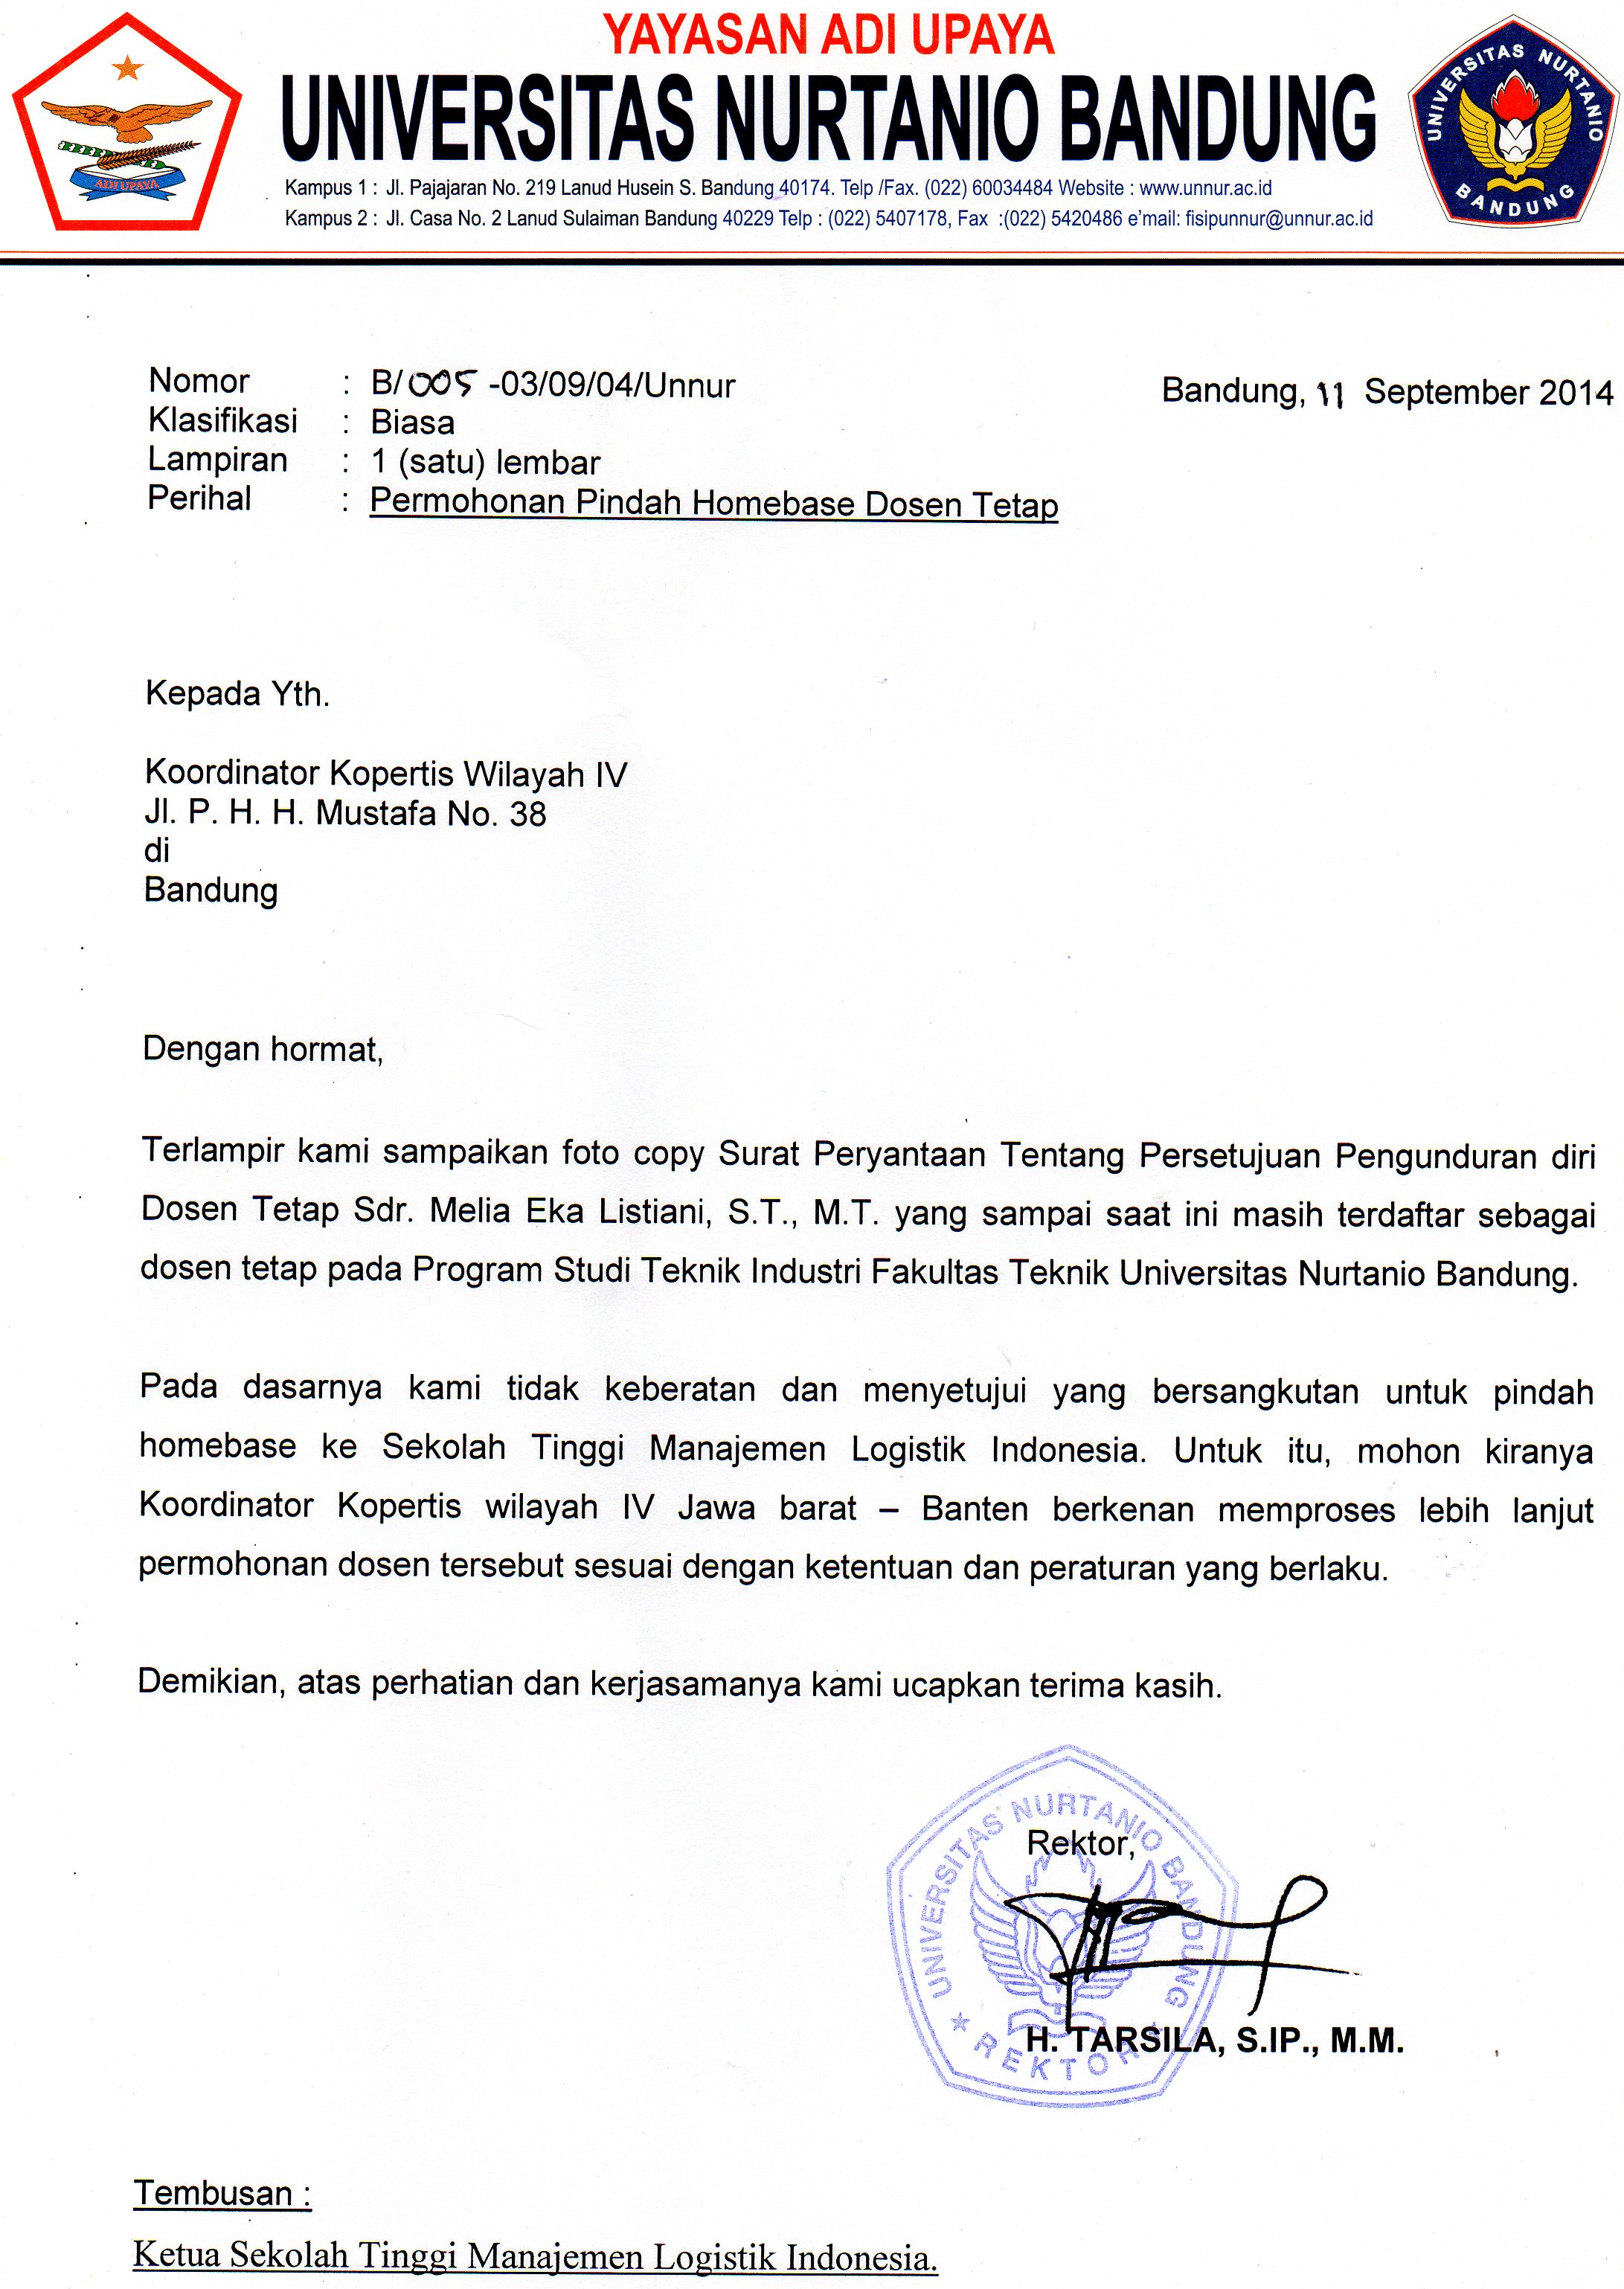 YAYASAN ADI UPAYA
UNIVERSITAS NURTANIO BANDUNG
Kampus 1 : Jl. Pajajaran No. 219 Lanud Husein S. Bandung 40174. Telp /Fax. (022) 60034484 Website : www.unnur.ac.id
Kampus 2 : Jl. Casa No. 2 Lanud Sulaiman Bandung 40229 Telp : (022) 5407178, Fax :(022) 5420486 e'mail: fisipunnur@unnur.ac.id
ADI UPAYA
UNIVERSITAS NURTANIO
BANDUNG
Nomor : B/005 -03/09/04/Unnur
Bandung, 11 September 2014
Klasifikasi : Biasa
Lampiran : 1 (satu) lembar
Perihal : Permohonan Pindah Homebase Dosen Tetap
Kepada Yth.
Koordinator Kopertis Wilayah IV
Jl. P. H. H. Mustafa No. 38
di
Bandung
Dengan hormat,
Terlampir kami sampaikan foto copy Surat Peryantaan Tentang Persetujuan Pengunduran diri
Dosen Tetap Sdr. Melia Eka Listiani, S.T., M.T. yang sampai saat ini masih terdaftar sebagai
dosen tetap pada Program Studi Teknik Industri Fakultas Teknik Universitas Nurtanio Bandung.
Pada dasarnya kami tidak keberatan dan menyetujui yang bersangkutan untuk pindah
homebase ke Sekolah Tinggi Manajemen Logistik Indonesia. Untuk itu, mohon kiranya
Koordinator Kopertis wilayah IV Jawa barat – Banten berkenan memproses lebih lanjut
permohonan dosen tersebut sesuai dengan ketentuan dan peraturan yang berlaku.
Demikian, atas perhatian dan kerjasamanya kami ucapkan terima kasih.
UNIVERSITAS NURTANIO BANDUNG
Rektor,
H. TARSILA, S.IP., M.M.
REKTOR
Tembusan :
Ketua Sekolah Tinggi Manajemen Logistik Indonesia.